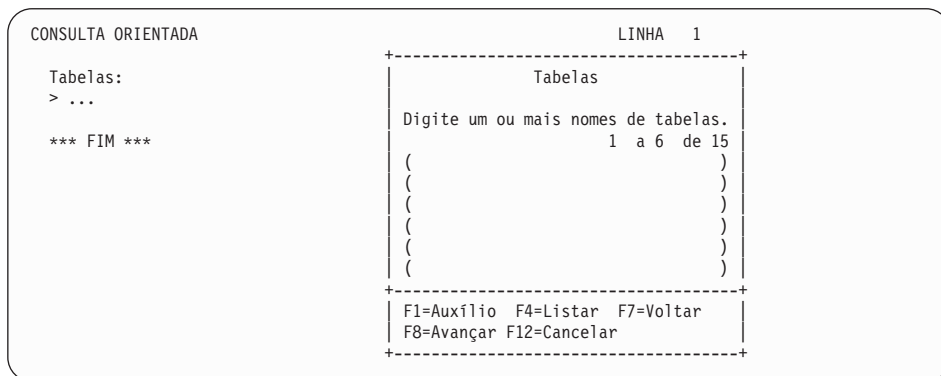 CONSULTA ORIENTADA LINHA 1
Tabelas:
> ...
*** FIM ***
Tabelas
Digite um ou mais nomes de tabelas.
1 a 6 de 15
( )
( )
( )
( )
( )
( )
F1=Auxílio F4=Listar F7=Voltar
F8=Avançar F12=Cancelar